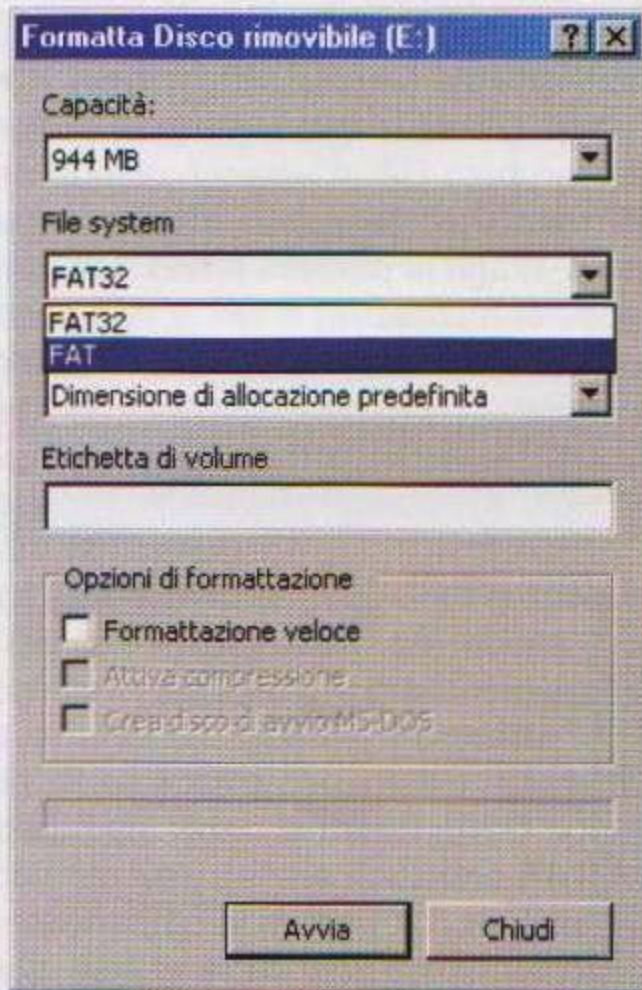 Formatta Disco rimovibile (E:)
Capacità:
944 MB
File system
FAT32
FAT32
FAT
Dimensione di allocazione predefinita
Etichetta di volume
Opzioni di formattazione
Formattazione veloce
Attiva compressione
Crea disco di avvio MS-DOS
Avvia
Chiudi